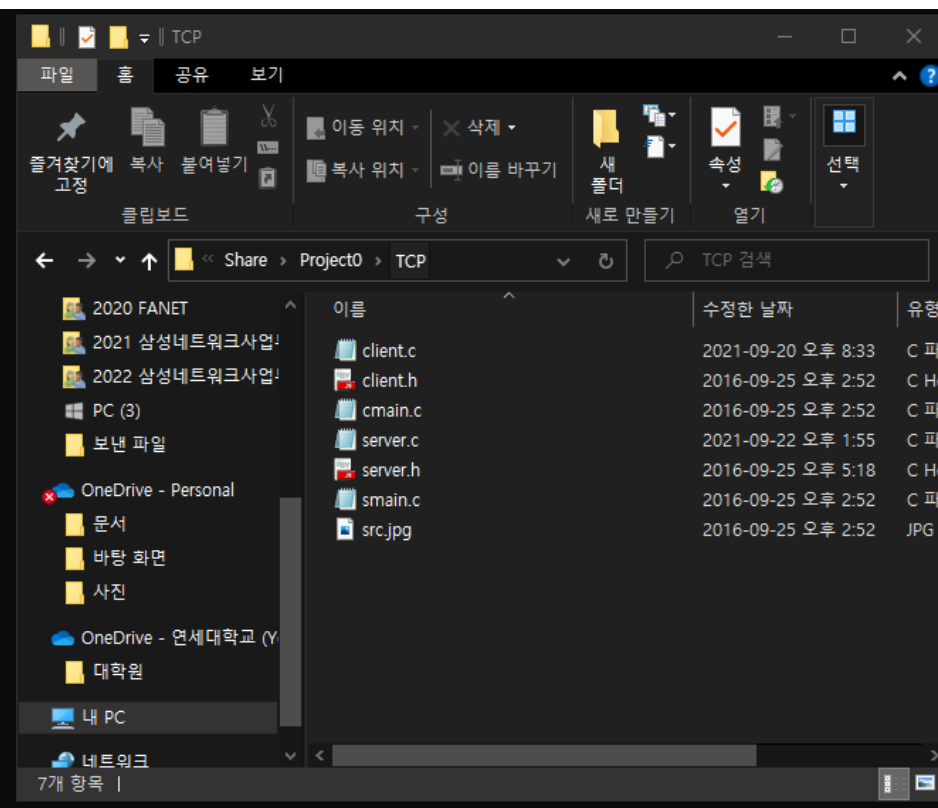 TCP
파일 홈 공유 보기
즐겨찾기에 고정
복사
붙여넣기
이동 위치
복사 위치
삭제
이름 바꾸기
새 폴더
속성
선택
클립보드 구성 새로 만들기 열기
« Share › Project0 › TCP
TCP 검색
2020 FANET
2021 삼성네트워크사업
2022 삼성네트워크사업
PC (3)
보낸 파일
OneDrive - Personal
문서
바탕 화면
사진
OneDrive - 연세대학교 (Y
대학원
내 PC
네트워크
이름 수정한 날짜 유형
client.c 2021-09-20 오후 8:33 C 파
client.h 2016-09-25 오후 2:52 C H
cmain.c 2016-09-25 오후 2:52 C 파
server.c 2021-09-22 오후 1:55 C 파
server.h 2016-09-25 오후 5:18 C H
smain.c 2016-09-25 오후 2:52 C 파
src.jpg 2016-09-25 오후 2:52 JPG
7개 항목